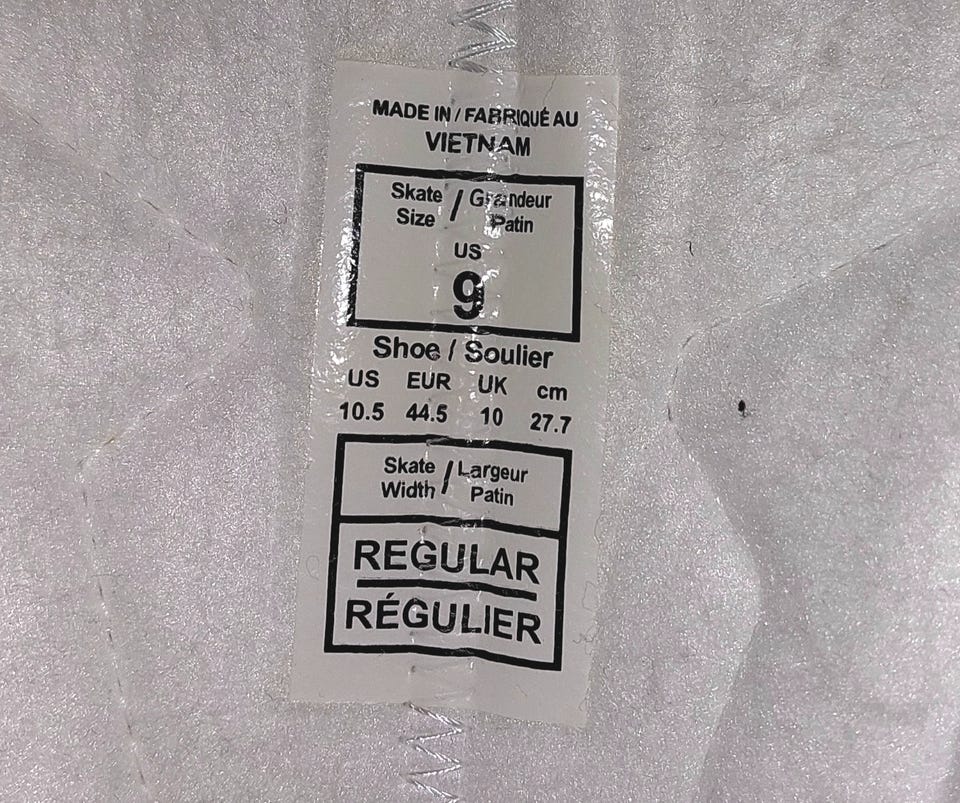 MADE IN / FABRIQUÉ AU
VIETNAM
Skate / Grandeur
Size Patin
US
9
Shoe / Soulier
US EUR UK cm
10.5 44.5 10 27.7
Skate / Largeur
Width Patin
REGULAR
RÉGULIER